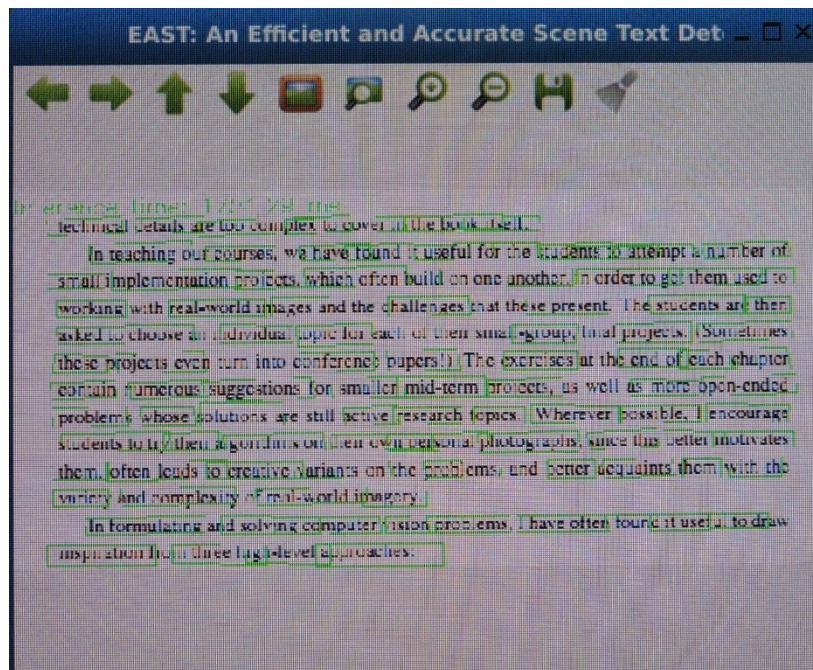 EAST: An Efficient and Accurate Scene Text Det
technical details are too complex to cover in the book itself.
In teaching our courses, we have found it useful for the students to attempt a number of
small implementation projects, which often build on one another, in order to get them used to
working with real-world images and the challenges that these present. The students are then
asked to choose an individual topic for each of their small-group, final projects. (Sometimes
these projects even turn into conference papers!) The exercises at the end of each chapter
contain numerous suggestions for smaller mid-term projects, as well as more open-ended
problems whose solutions are still active research topics. Wherever possible, I encourage
students to try their algorithms on their own personal photographs, since this better motivates
them, often leads to creative variants on the problems, and better acquaints them with the
variety and complexity of real-world imagery.
In formulating and solving computer vision problems, I have often found it useful to draw
inspiration from three high-level approaches: